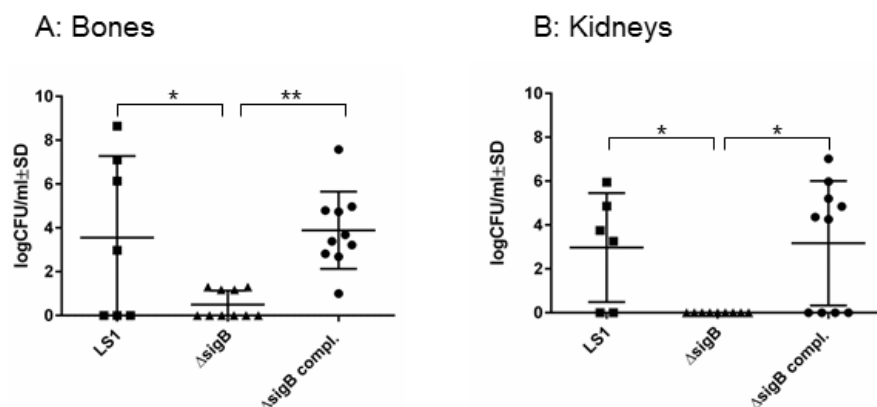 A: Bones
B: Kidneys
* **
* *
10
8
6
4
2
0
logCFU/ml±SD
LS1
ΔsigB
ΔsigB compl.
10
8
6
4
2
0
logCFU/ml±SD
LS1
ΔsigB
ΔsigB compl.